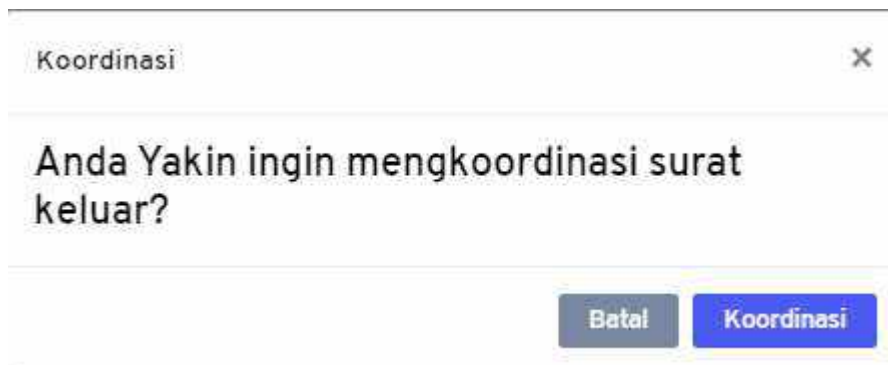 Koordinasi
Anda Yakin ingin mengkoordinasi surat
keluar?
Batal
Koordinasi